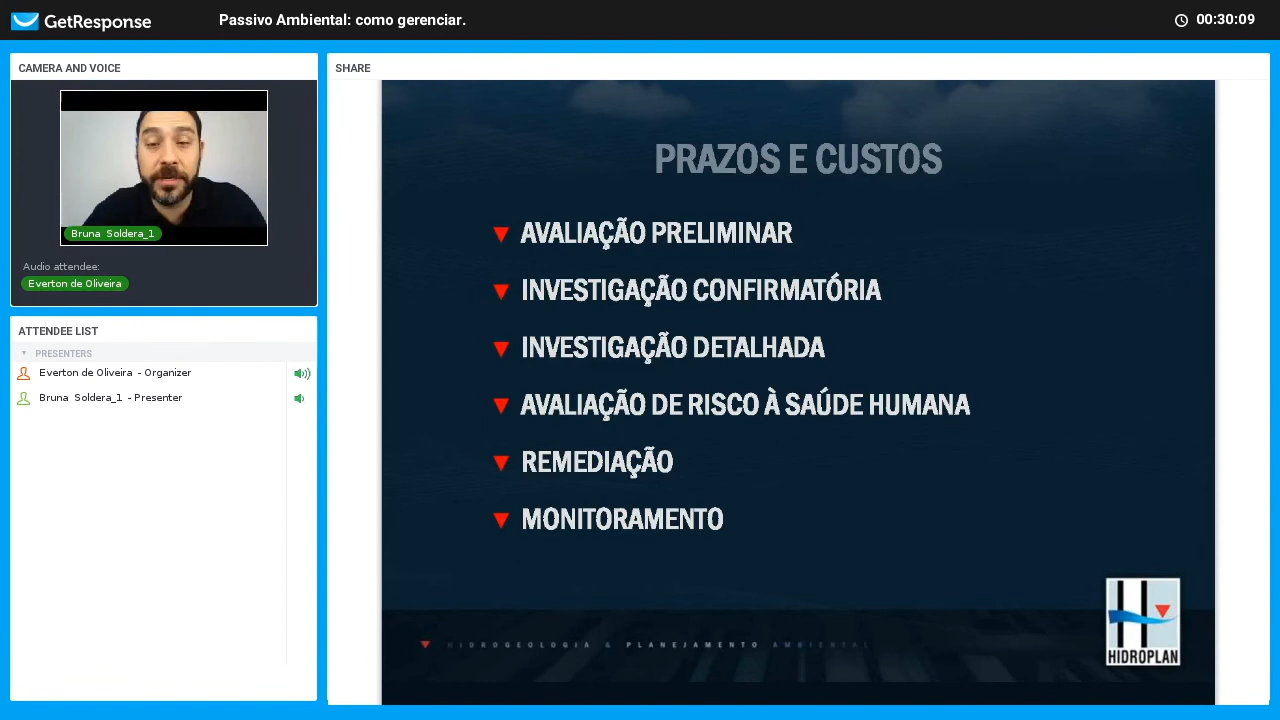 GetResponse
Passivo Ambiental: como gerenciar.
00:30:09
CAMERA AND VOICE
Bruna Soldera_1
Audio attendee:
Everton de Oliveira
ATTENDEE LIST
PRESENTERS
Everton de Oliveira - Organizer
Bruna Soldera_1 - Presenter
SHARE
PRAZOS E CUSTOS
AVALIAÇÃO PRELIMINAR
INVESTIGAÇÃO CONFIRMATÓRIA
INVESTIGAÇÃO DETALHADA
AVALIAÇÃO DE RISCO À SAÚDE HUMANA
REMEDIAÇÃO
MONITORAMENTO
HIDROGEOLOGIA & PLANEJAMENTO AMBIENTAL
HIDROPLAN